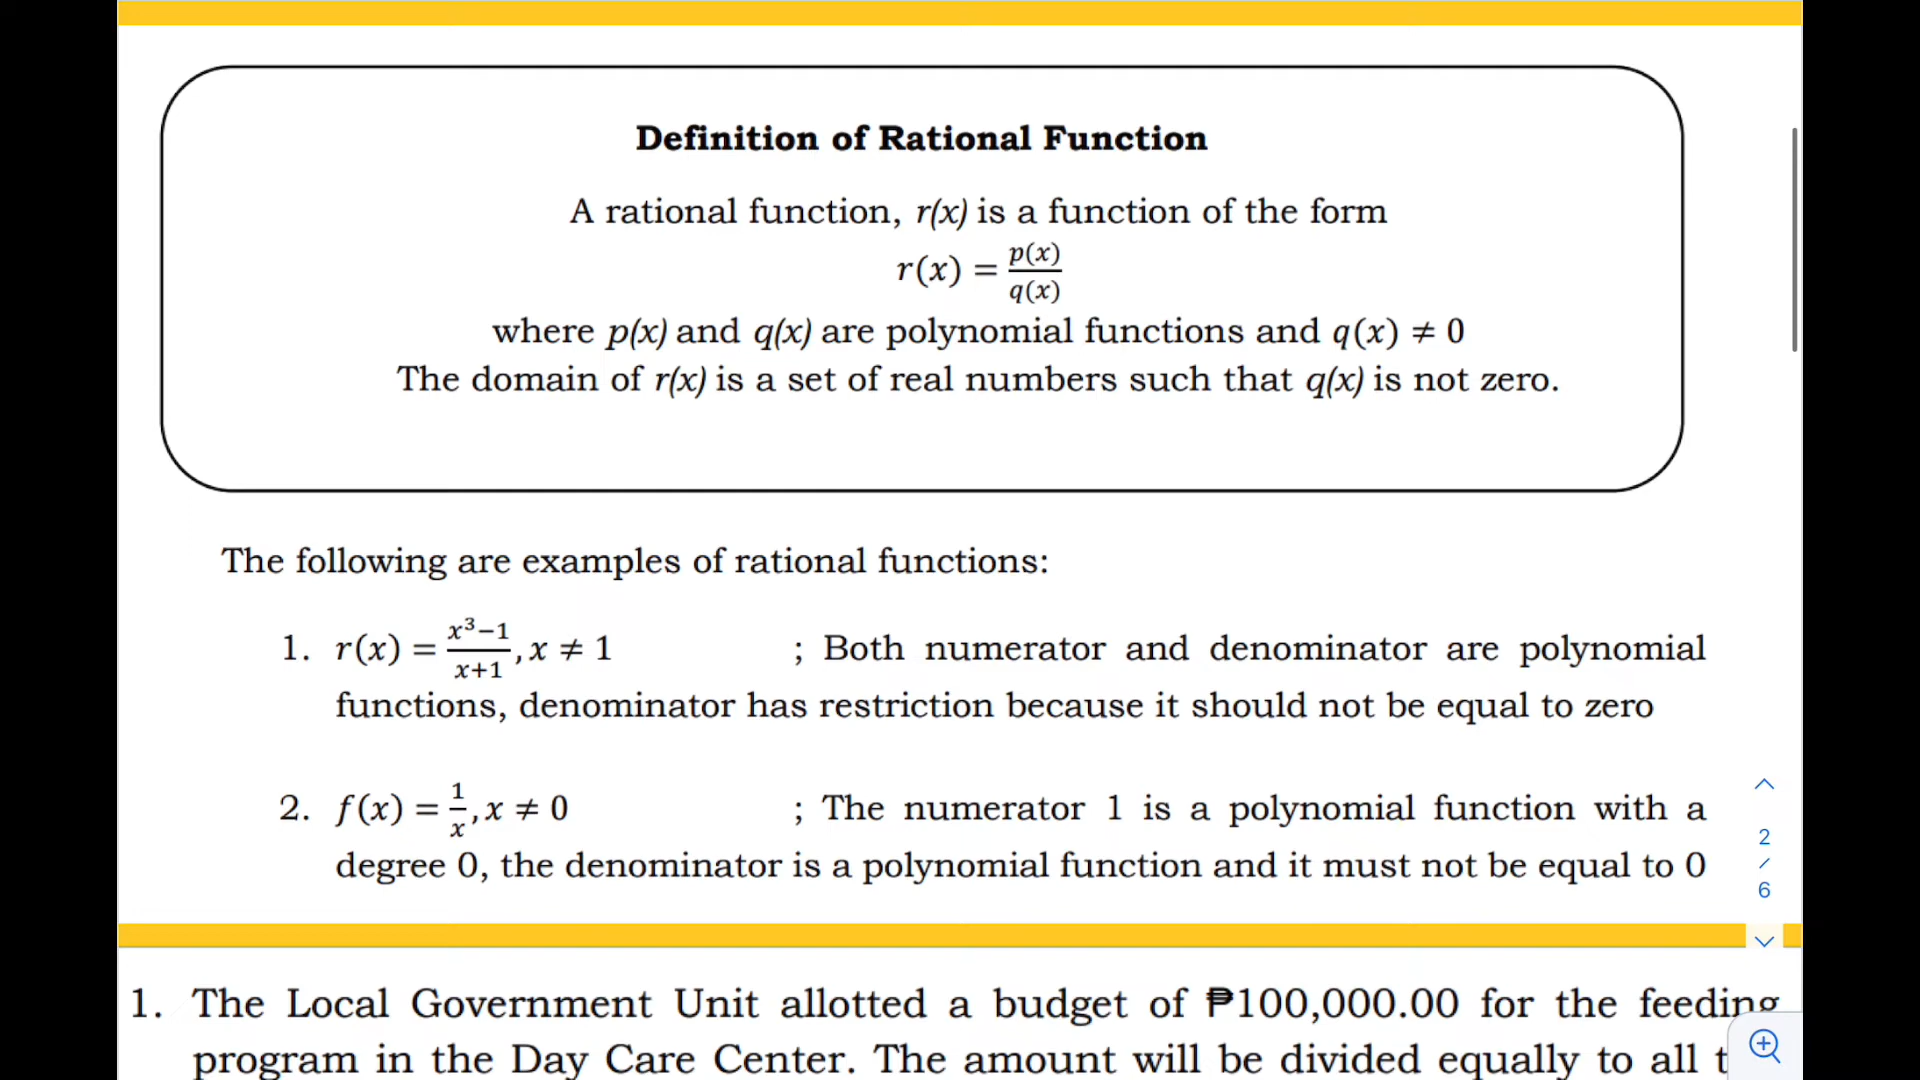 Definition of Rational Function
A rational function, r(x) is a function of the form
r(x) = p(x)/q(x)
where p(x) and q(x) are polynomial functions and q(x) ≠ 0
The domain of r(x) is a set of real numbers such that q(x) is not zero.
The following are examples of rational functions:
1. r(x) = x³−1/x+1, x ≠ 1 ; Both numerator and denominator are polynomial
functions, denominator has restriction because it should not be equal to zero
2. f(x) = 1/x, x ≠ 0 ; The numerator 1 is a polynomial function with a
degree 0, the denominator is a polynomial function and it must not be equal to 0
2
/
6
1. The Local Government Unit allotted a budget of ₱100,000.00 for the feeding
program in the Day Care Center. The amount will be divided equally to all